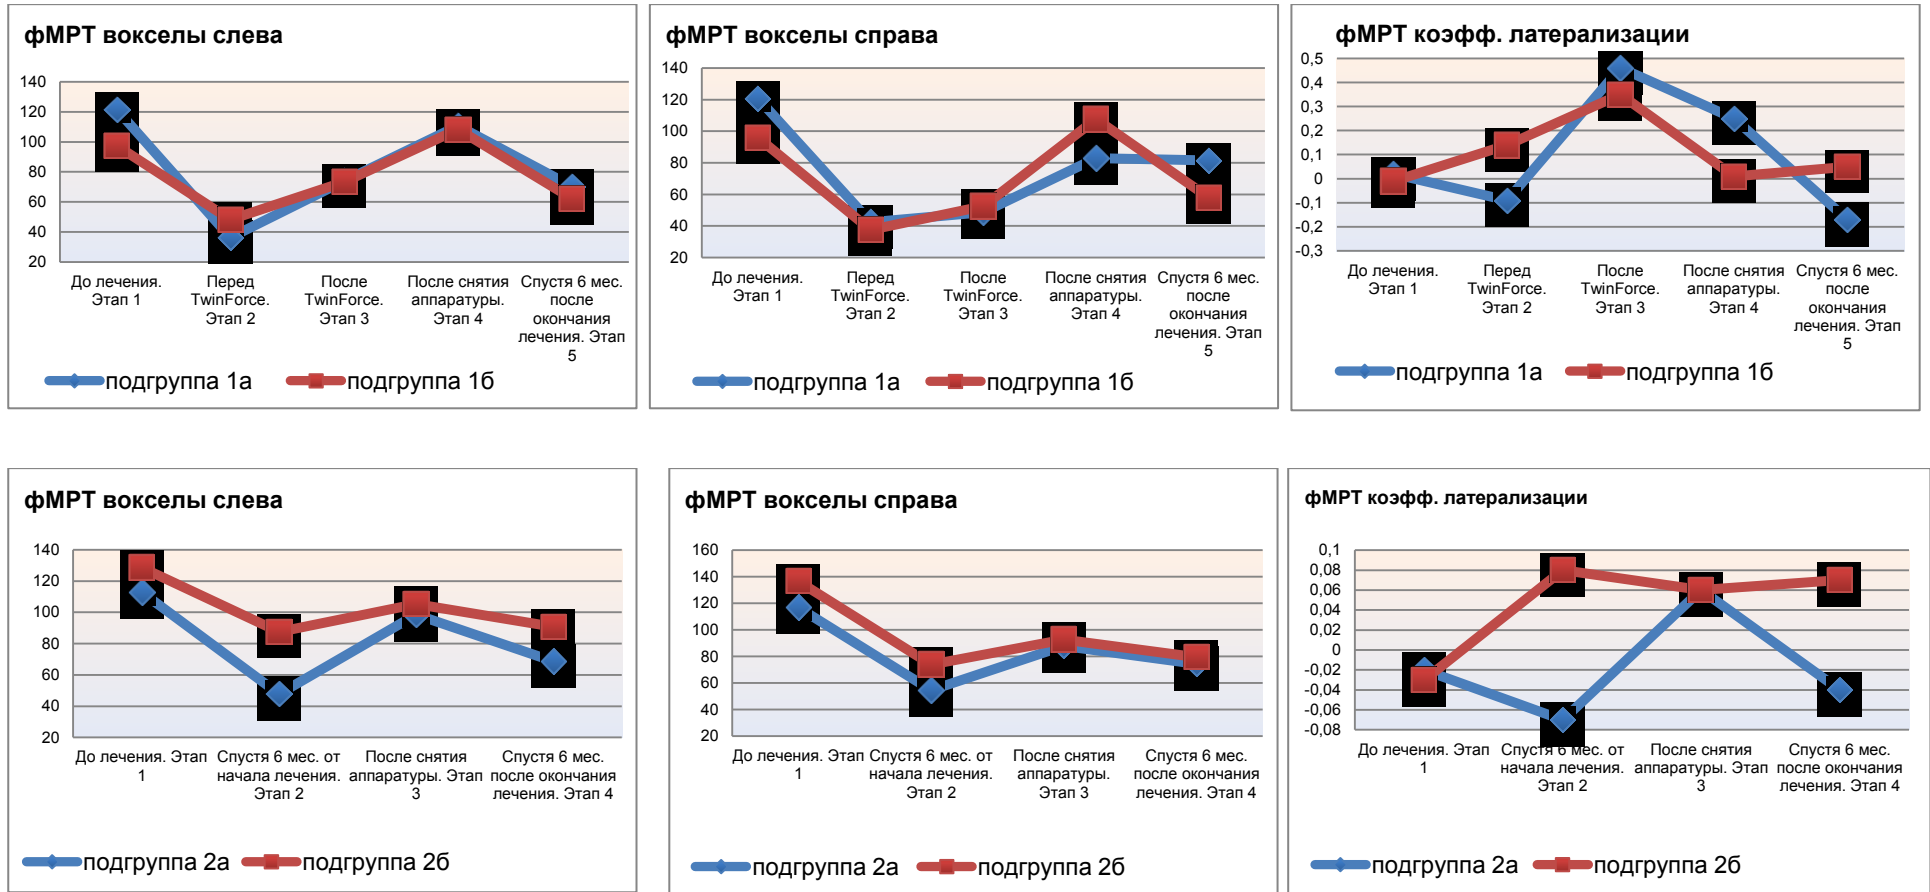 фМРТ вокселы слева
140
120
100
80
60
40
20
До лечения.
Этап 1
Перед
TwinForce.
Этап 2
После
TwinForce.
Этап 3
После снятия
аппаратуры.
Этап 4
Спустя 6 мес.
после
окончания
лечения. Этап
5
подгруппа 1а
подгруппа 1б
фМРТ вокселы справа
140
120
100
80
60
40
20
До лечения.
Этап 1
Перед
TwinForce.
Этап 2
После
TwinForce.
Этап 3
После снятия
аппаратуры.
Этап 4
Спустя 6 мес.
после
окончания
лечения. Этап
5
подгруппа 1а
подгруппа 1б
фМРТ коэфф. латерализации
0,5
0,4
0,3
0,2
0,1
0
-0,1
-0,2
-0,3
До лечения.
Этап 1
Перед
TwinForce.
Этап 2
После
TwinForce.
Этап 3
После снятия
аппаратуры.
Этап 4
Спустя 6 мес.
после
окончания
лечения. Этап
5
подгруппа 1а
подгруппа 1б
фМРТ вокселы слева
140
120
100
80
60
40
20
До лечения. Этап
1
Спустя 6 мес. от
начала лечения.
Этап 2
После снятия
аппаратуры. Этап
3
Спустя 6 мес.
после окончания
лечения. Этап 4
подгруппа 2а
подгруппа 2б
фМРТ вокселы справа
160
140
120
100
80
60
40
20
До лечения. Этап
1
Спустя 6 мес. от
начала лечения.
Этап 2
После снятия
аппаратуры.
Этап 3
Спустя 6 мес.
после окончания
лечения. Этап 4
подгруппа 2а
подгруппа 2б
фМРТ коэфф. латерализации
0,1
0,08
0,06
0,04
0,02
0
-0,02
-0,04
-0,06
-0,08
До лечения. Этап
1
Спустя 6 мес. от
начала лечения.
Этап 2
После снятия
аппаратуры. Этап
3
Спустя 6 мес.
после окончания
лечения. Этап 4
подгруппа 2а
подгруппа 2б